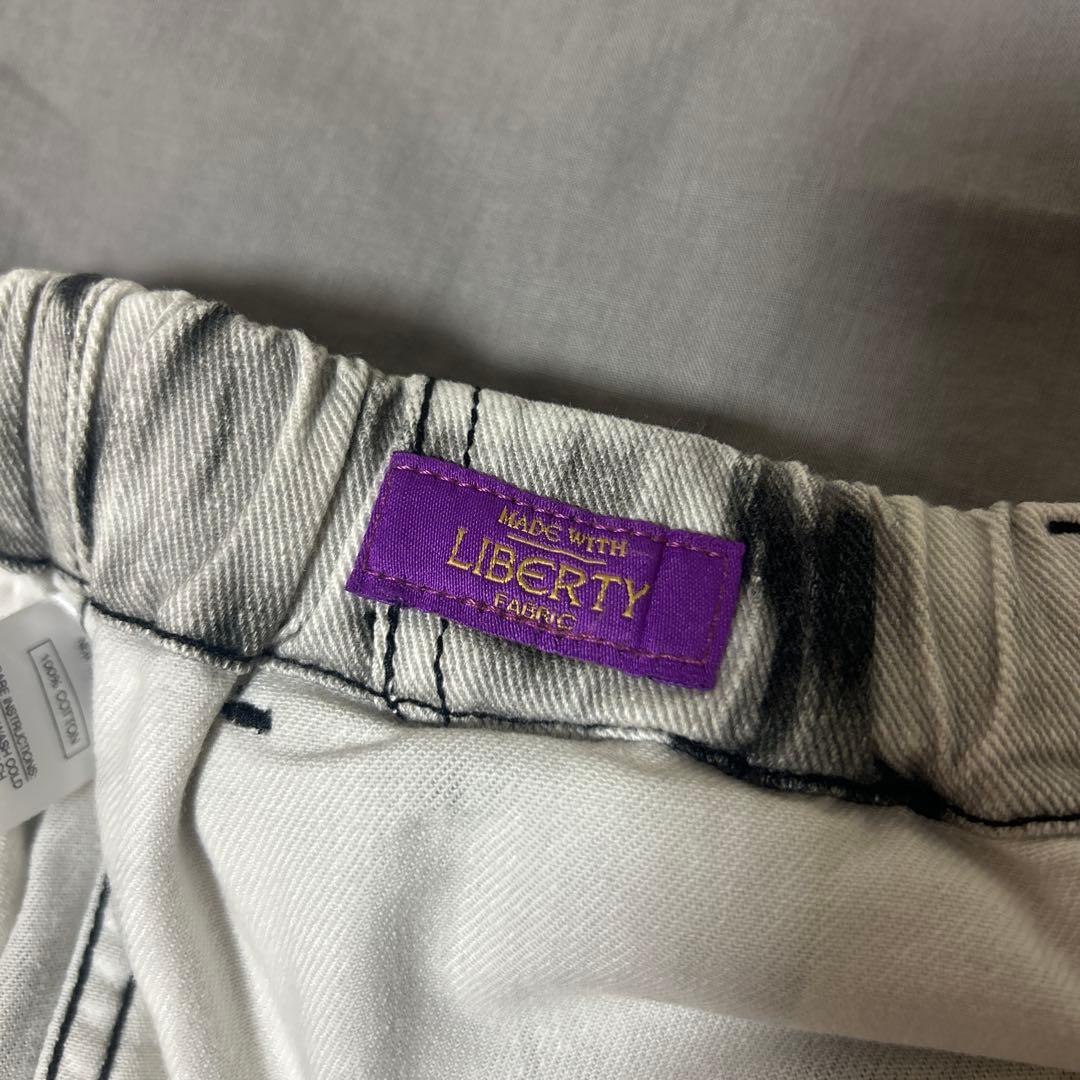 MADE WITH
LIBERTY
FABRIC
100% COTTON
CARE INSTRUCTIONS:
WASH COLD